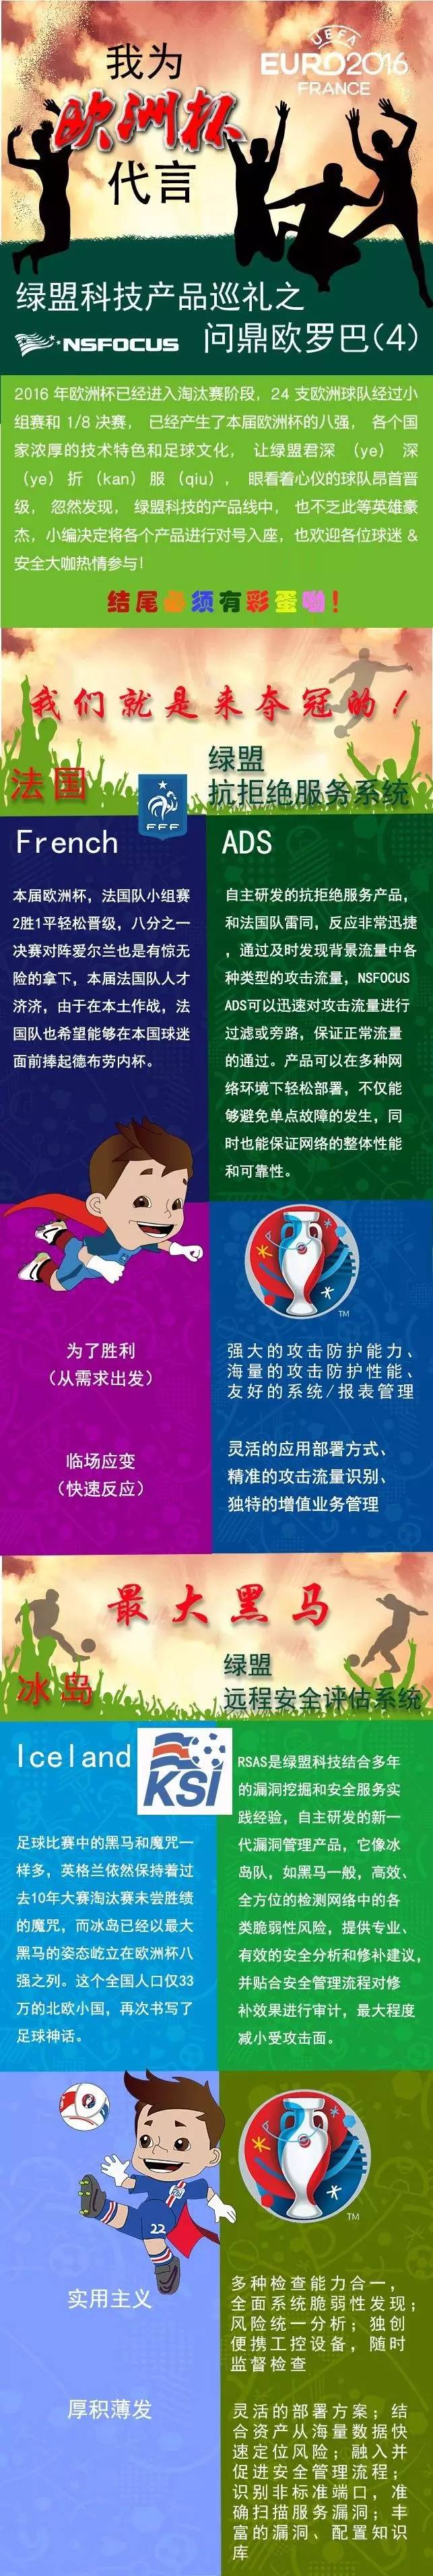 我为
欧洲杯
代言
UEFA
EURO2016
FRANCE
绿盟科技产品巡礼之
NSFOCUS 问鼎欧罗巴(4)
2016 年欧洲杯已经进入淘汰赛阶段，24 支欧洲球队经过小
组赛和 1/8 决赛， 已经产生了本届欧洲杯的八强， 各个国
家浓厚的技术特色和足球文化， 让绿盟君深 （ye） 深
（ye）折（kan）服（qiu）， 眼看着心仪的球队昂首晋
级， 忽然发现， 绿盟科技的产品线中， 也不乏此等英雄豪
杰，小编决定将各个产品进行对号入座，也欢迎各位球迷 &
安全大咖热情参与！
结尾必须有彩蛋呦！
我们就是来夺冠的！
法国
绿盟
抗拒绝服务系统
FFF
French
本届欧洲杯，法国队小组赛
2胜1平轻松晋级，八分之一
决赛对阵爱尔兰也是有惊无
险的拿下，本届法国队人才
济济，由于在本土作战，法
国队也希望能够在本国球迷
面前捧起德布劳内杯。
ADS
自主研发的抗拒绝服务产品，
和法国队雷同，反应非常迅捷
，通过及时发现背景流量中各
种类型的攻击流量，NSFOCUS
ADS可以迅速对攻击流量进行
过滤或旁路，保证正常流量
的通过。产品可以在多种网
络环境下轻松部署，不仅能
够避免单点故障的发生，同
时也能保证网络的整体性能
和可靠性。
TM
为了胜利
（从需求出发）
临场应变
（快速反应）
强大的攻击防护能力、
海量的攻击防护性能、
友好的系统/报表管理
灵活的应用部署方式、
精准的攻击流量识别、
独特的增值业务管理
最大黑马
冰岛
绿盟
远程安全评估系统
Iceland
KSI
足球比赛中的黑马和魔咒一
样多，英格兰依然保持着过
去10年大赛淘汰赛未尝胜绩
的魔咒，而冰岛已经以最大
黑马的姿态屹立在欧洲杯八
强之列。这个全国人口仅33
万的北欧小国，再次书写了
足球神话。
RSAS是绿盟科技结合多年
的漏洞挖掘和安全服务实
践经验，自主研发的新一
代漏洞管理产品，它像冰
岛队，如黑马一般，高效、
全方位的检测网络中的各
类脆弱性风险，提供专业、
有效的安全分析和修补建议，
并贴合安全管理流程对修
补效果进行审计，最大程度
减小受攻击面。
22
TM
实用主义
厚积薄发
多种检查能力合一，
全面系统脆弱性发现；
风险统一分析；独创
便携工控设备，随时
监督检查
灵活的部署方案；结
合资产从海量数据快
速定位风险；融入并
促进安全管理流程；
识别非标准端口，准
确扫描服务漏洞；丰
富的漏洞、配置知识
库